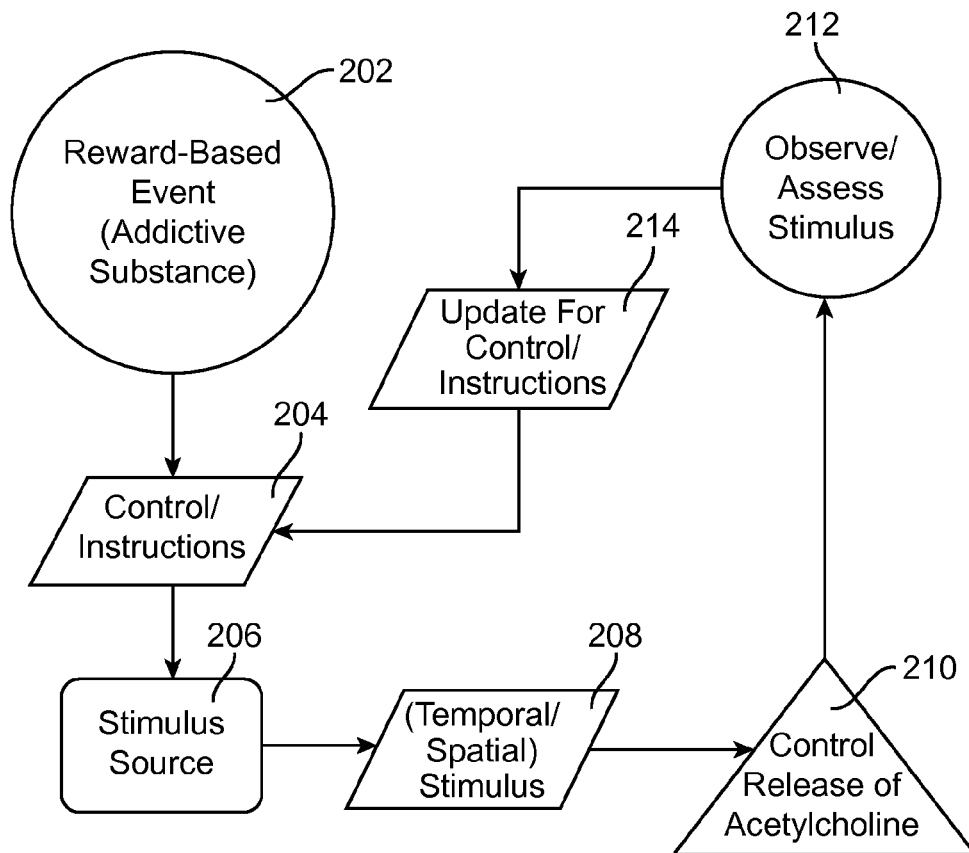 202
Reward-Based
Event
(Addictive
Substance)
212
Observe/
Assess
Stimulus
214
Update For
Control/
Instructions
204
Control/
Instructions
206
Stimulus
Source
208
(Temporal/
Spatial)
Stimulus
210
Control
Release of
Acetylcholine